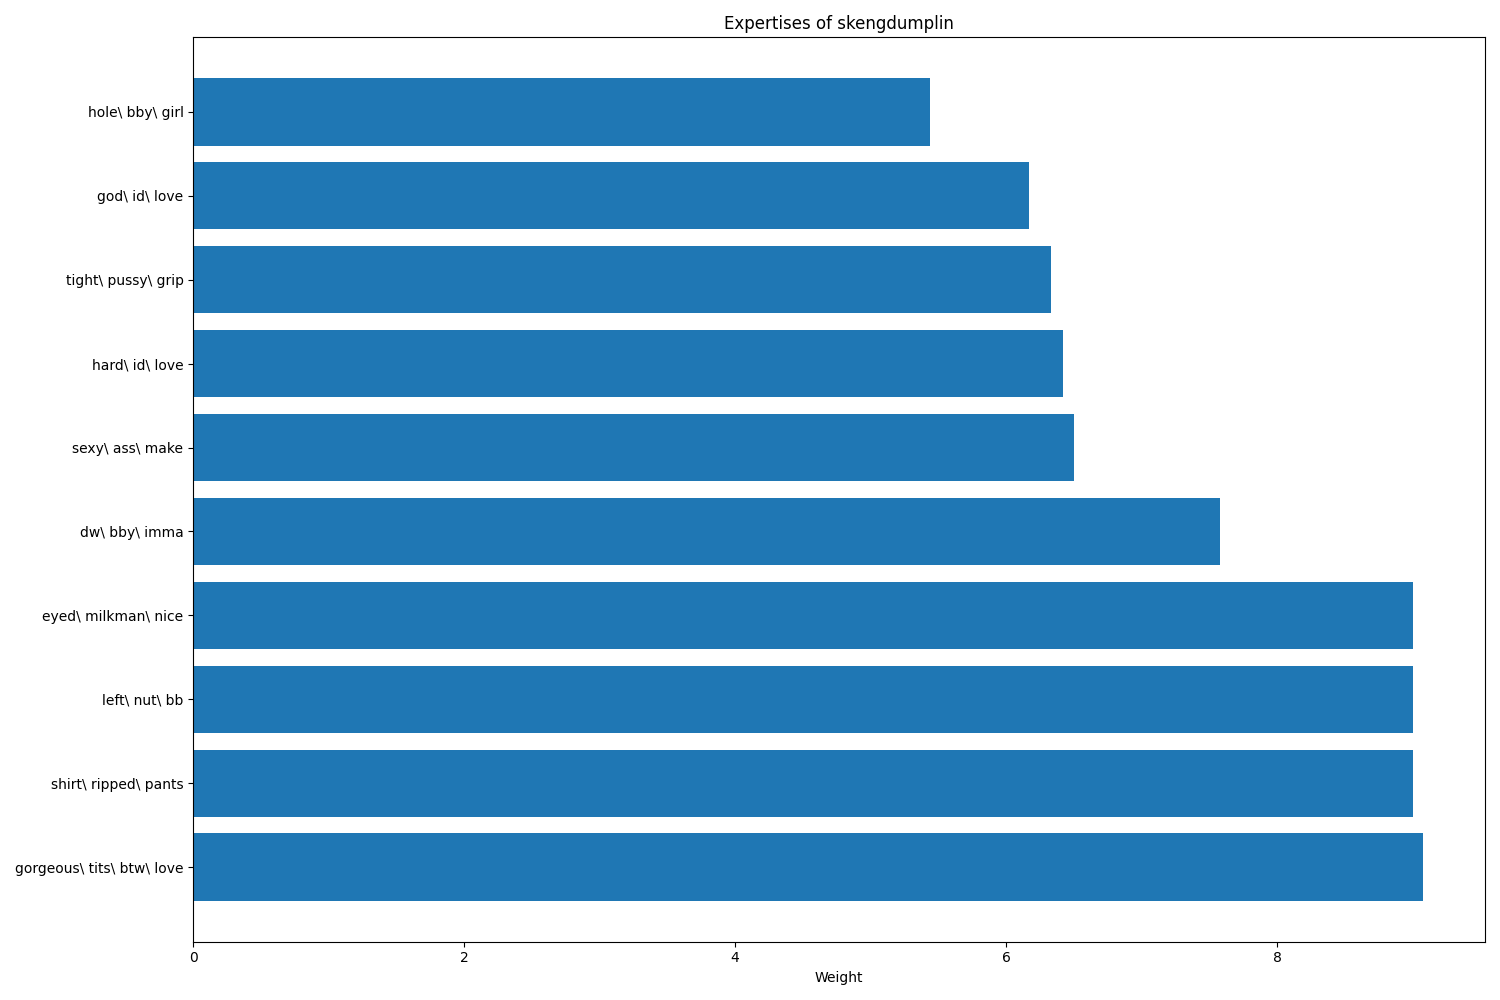 Expertises of skengdumplin
hole\ bby\ girl
god\ id\ love
tight\ pussy\ grip
hard\ id\ love
sexy\ ass\ make
dw\ bby\ imma
eyed\ milkman\ nice
left\ nut\ bb
shirt\ ripped\ pants
gorgeous\ tits\ btw\ love
0 2 4 6 8
Weight